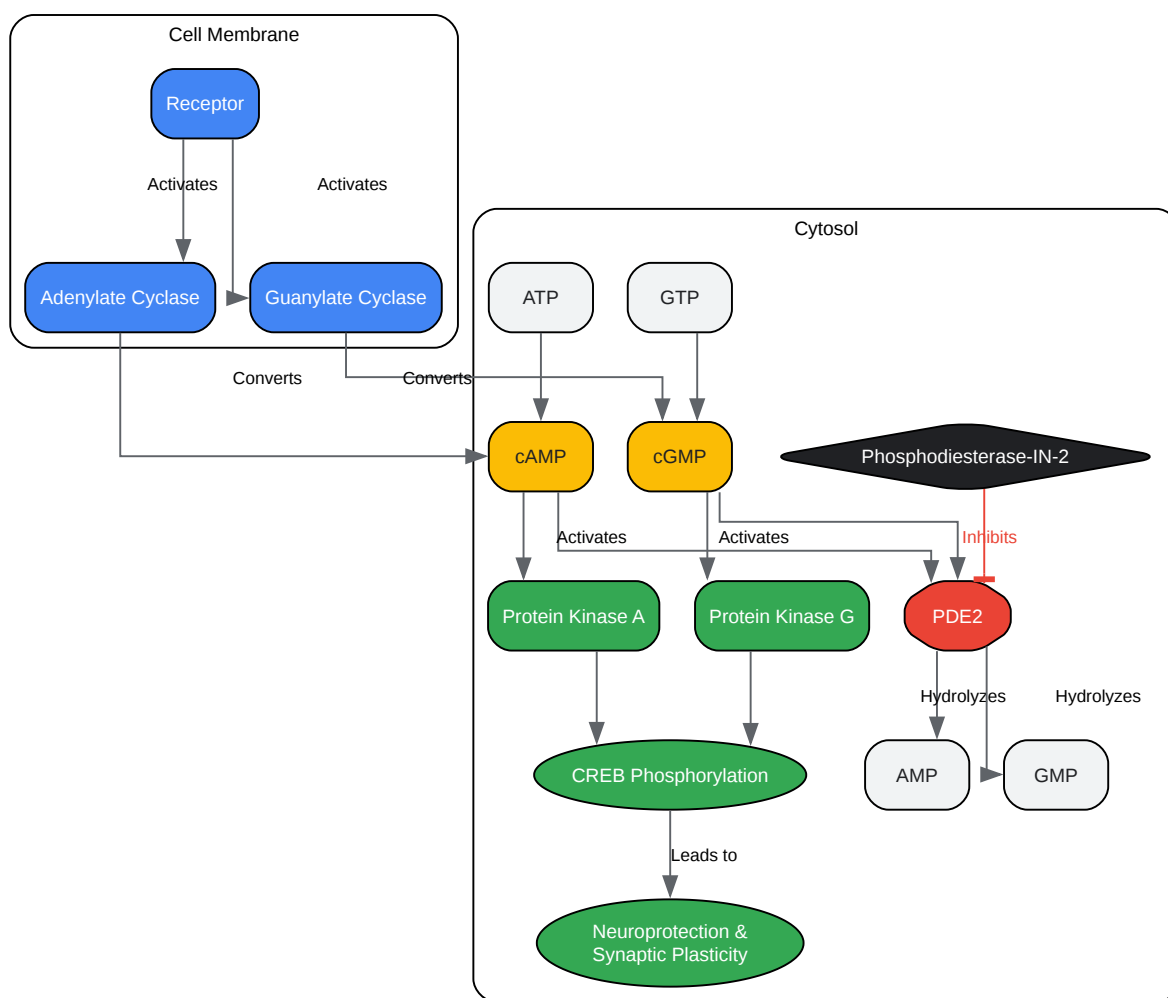 Cell Membrane
Receptor
Activates
Activates
Cytosol
Adenylate Cyclase
Guanylate Cyclase
ATP
GTP
Converts
Converts
cAMP
cGMP
Phosphodiesterase-IN-2
Activates
Activates
Inhibits
Protein Kinase A
Protein Kinase G
PDE2
Hydrolyzes
Hydrolyzes
CREB Phosphorylation
AMP
GMP
Leads to
Neuroprotection &
Synaptic Plasticity